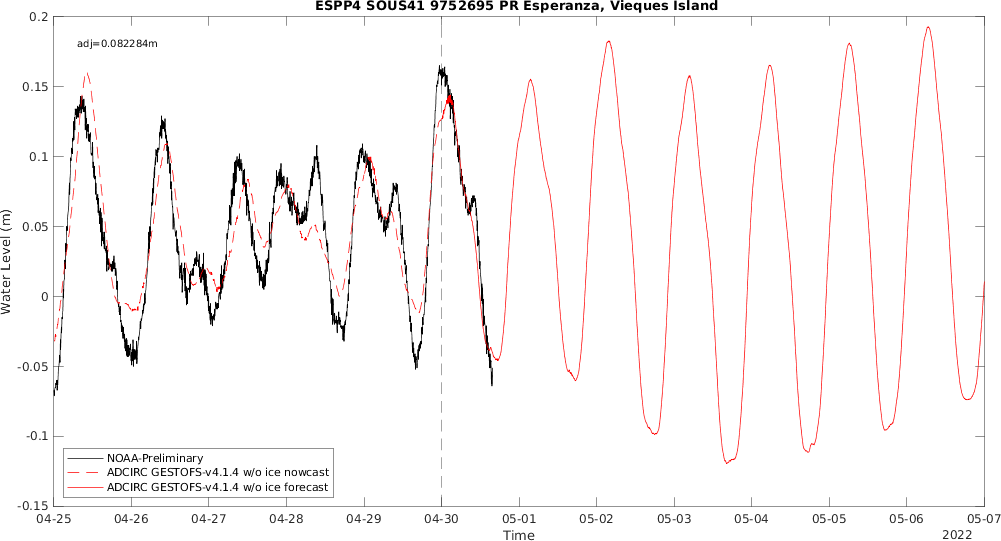 ESPP4 SOUS41 9752695 PR Esperanza, Vieques Island
0.2
adj=0.082284m
0.15
0.1
0.05
0
-0.05
-0.1
-0.15
Water Level (m)
NOAA-Preliminary
ADCIRC GESTOFS-v4.1.4 w/o ice nowcast
ADCIRC GESTOFS-v4.1.4 w/o ice forecast
04-25 04-26 04-27 04-28 04-29 04-30 05-01 05-02 05-03 05-04 05-05 05-06 05-07
Time
2022